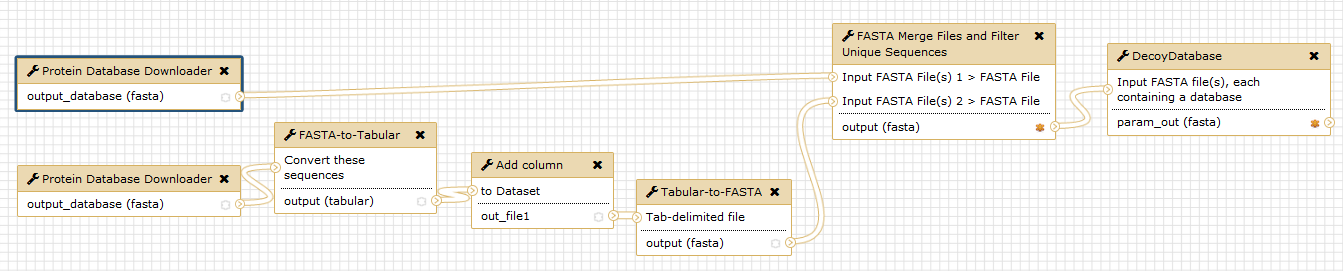 Protein Database Downloader
output_database (fasta)
Protein Database Downloader
output_database (fasta)
FASTA-to-Tabular
Convert these
sequences
output (tabular)
Add column
to Dataset
out_file1
Tabular-to-FASTA
Tab-delimited file
output (fasta)
FASTA Merge Files and Filter
Unique Sequences
Input FASTA File(s) 1 > FASTA File
Input FASTA File(s) 2 > FASTA File
output (fasta)
DecoyDatabase
Input FASTA file(s), each
containing a database
param_out (fasta)